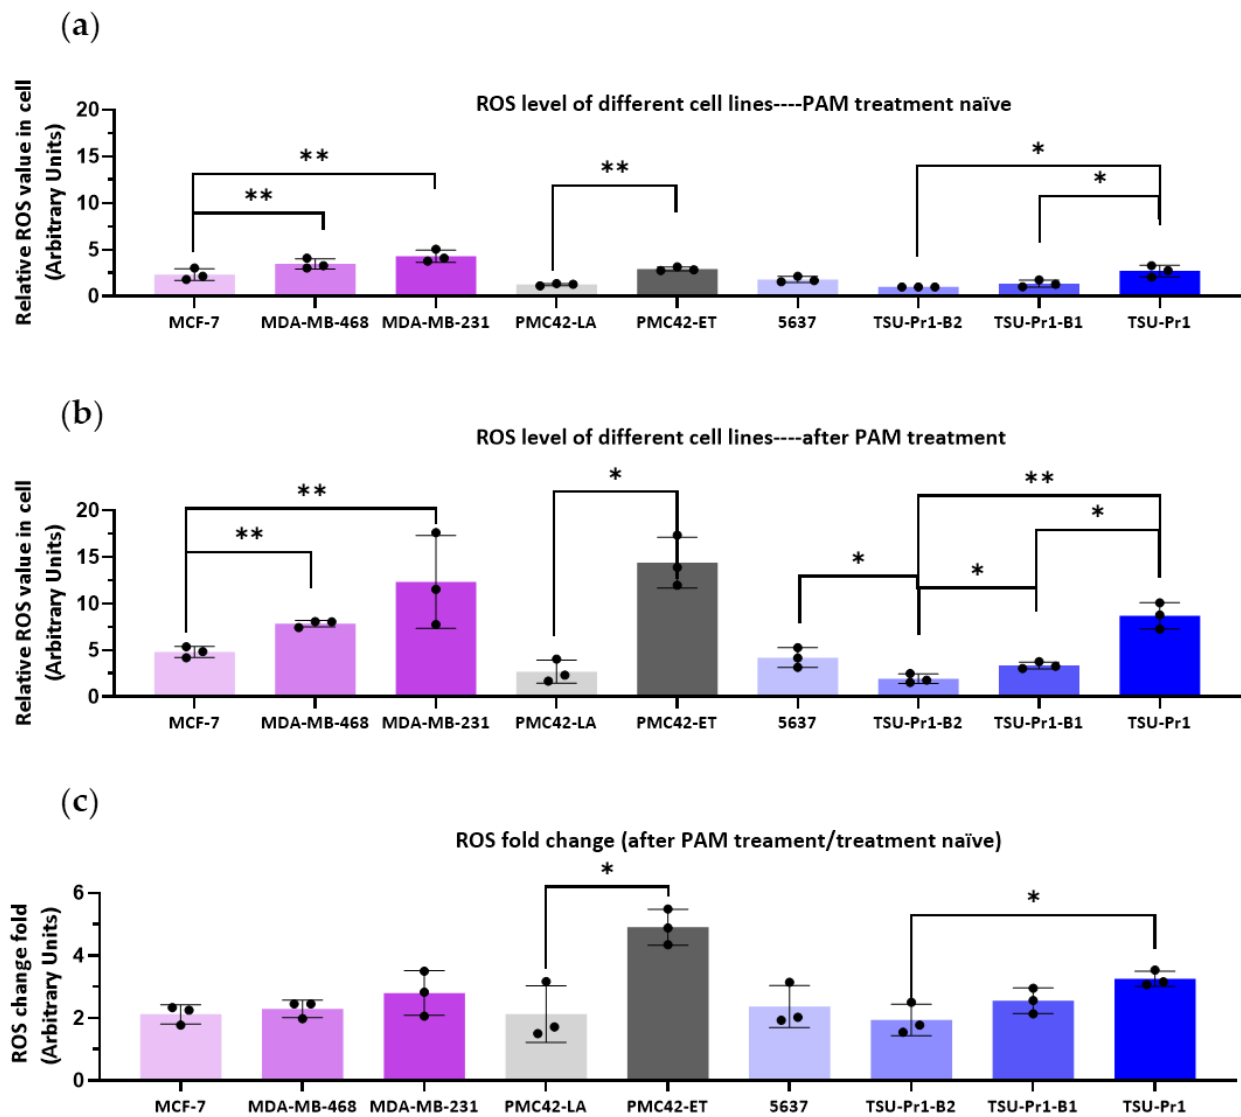 (a)
ROS level of different cell lines----PAM treatment naïve
Relative ROS value in cell
(Arbitrary Units)
20
15
10
5
0
** ** ** * *
MCF-7 MDA-MB-468 MDA-MB-231 PMC42-LA PMC42-ET 5637 TSU-Pr1-B2 TSU-Pr1-B1 TSU-Pr1
(b)
ROS level of different cell lines----after PAM treatment
Relative ROS value in cell
(Arbitrary Units)
20
15
10
5
0
** ** * * * ** *
MCF-7 MDA-MB-468 MDA-MB-231 PMC42-LA PMC42-ET 5637 TSU-Pr1-B2 TSU-Pr1-B1 TSU-Pr1
(c)
ROS fold change (after PAM treament/treatment naïve)
ROS change fold
(Arbitrary Units)
6
4
2
0
* *
MCF-7 MDA-MB-468 MDA-MB-231 PMC42-LA PMC42-ET 5637 TSU-Pr1-B2 TSU-Pr1-B1 TSU-Pr1